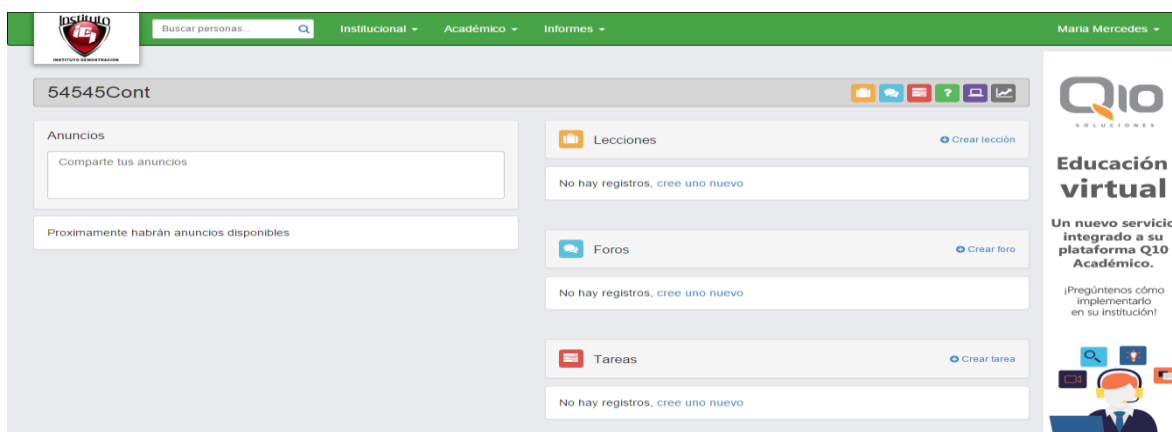 Instituto
INSTITUTO DEMOSTRACIÓN
Buscar personas...
Institucional
Académico
Informes
Maria Mercedes
54545Cont
?
Anuncios
Comparte tus anuncios
Proximamente habrán anuncios disponibles
Lecciones
Crear lección
No hay registros, cree uno nuevo
Foros
Crear foro
No hay registros, cree uno nuevo
Tareas
Crear tarea
No hay registros, cree uno nuevo
Q10
SOLUCIONES
Educación
virtual
Un nuevo servicio
integrado a su
plataforma Q10
Académico.
¡Pregúntenos cómo
implementarlo
en su institución!